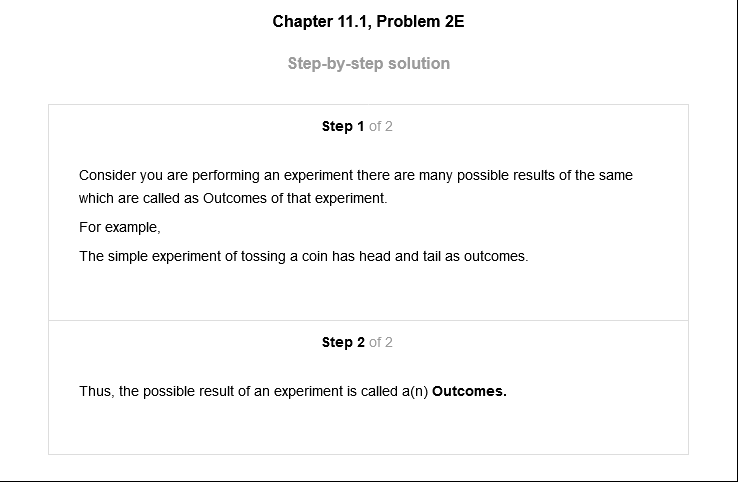 Chapter 11.1, Problem 2E
Step-by-step solution
Step 1 of 2
Consider you are performing an experiment there are many possible results of the same
which are called as Outcomes of that experiment.
For example,
The simple experiment of tossing a coin has head and tail as outcomes.
Step 2 of 2
Thus, the possible result of an experiment is called a(n) Outcomes.